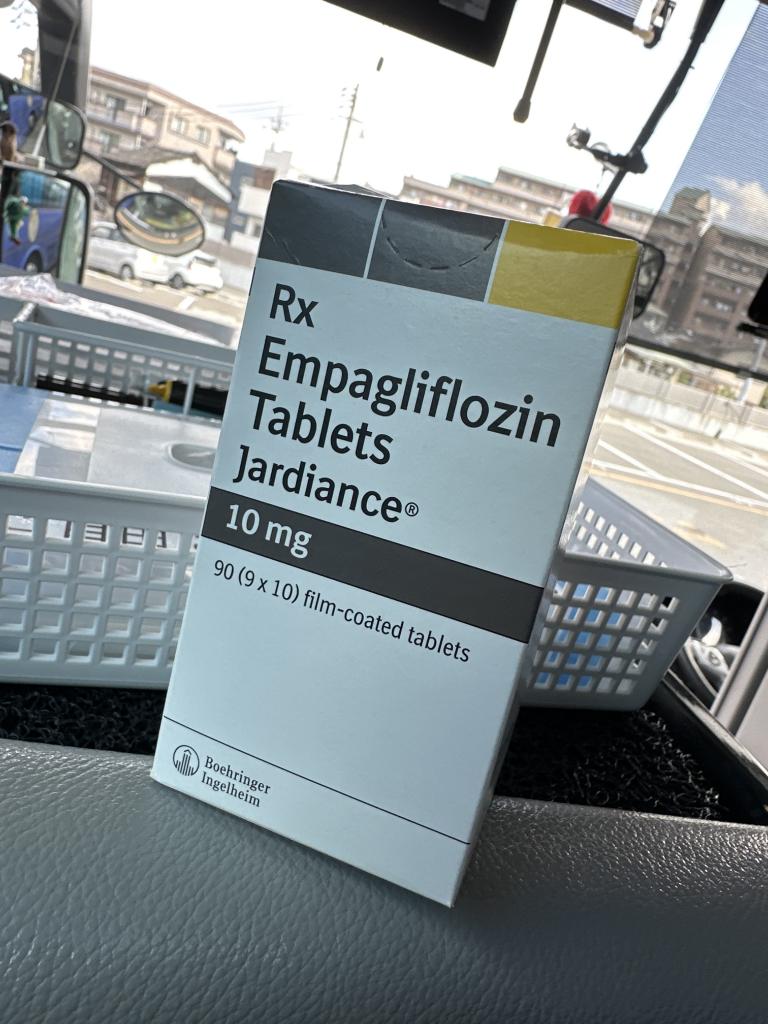 Rx
Empagliflozin
Tablets
Jardiance®
10 mg
90 (9 x 10) film-coated tablets
Boehringer
Ingelheim